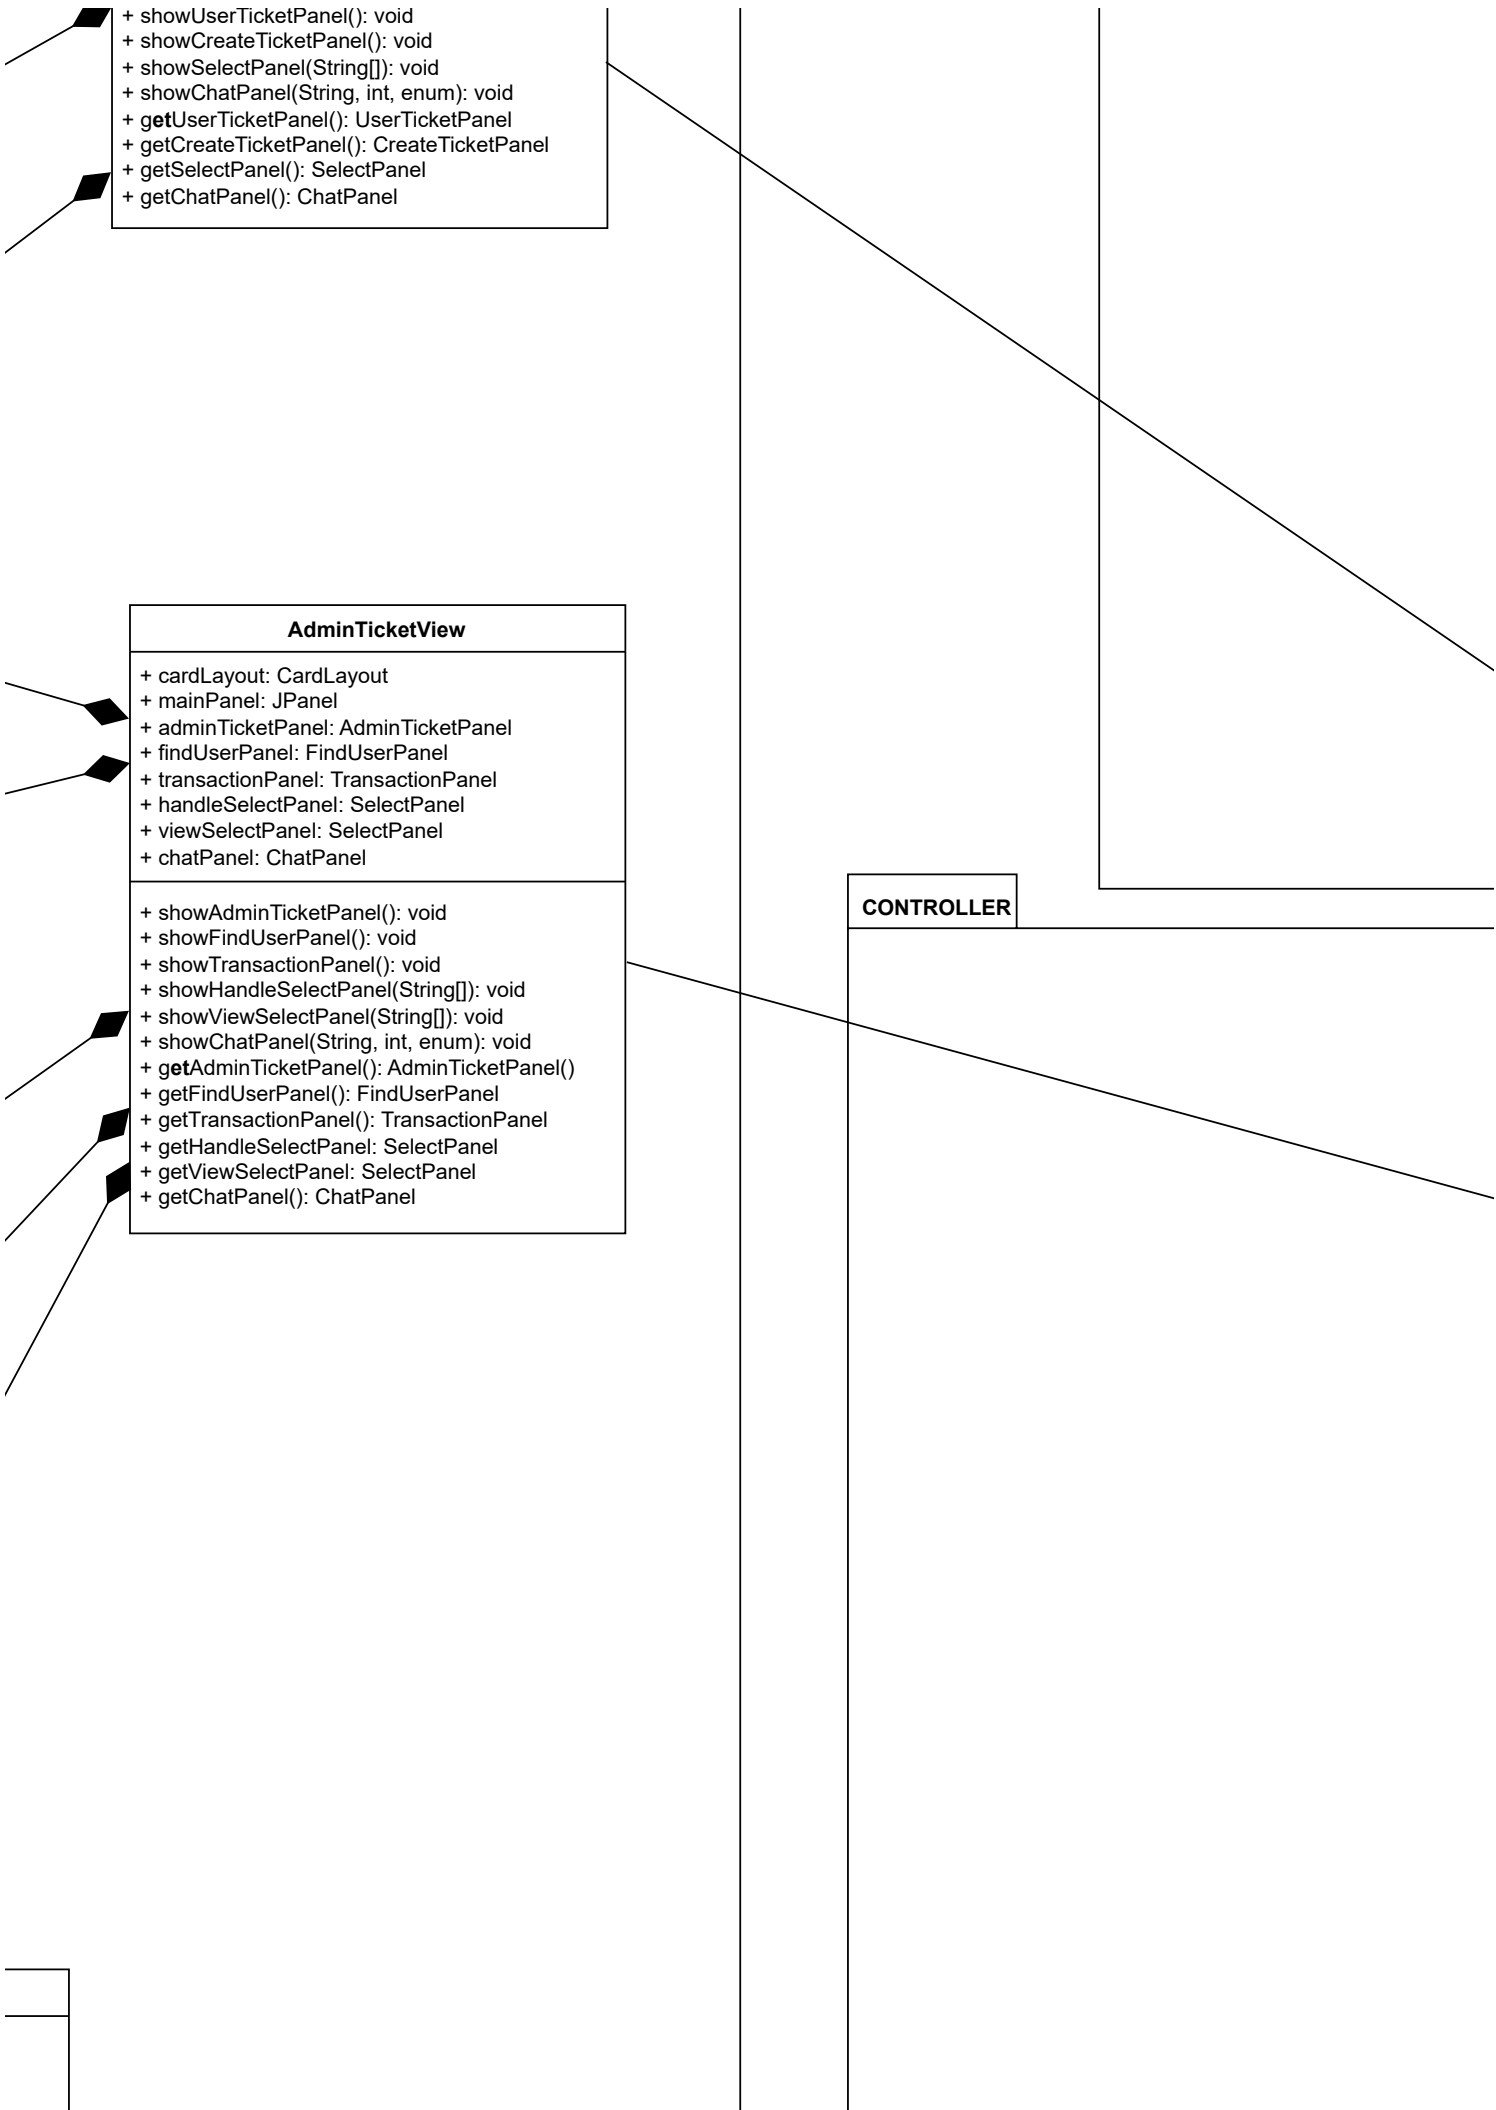 + showUserTicketPanel(): void
+ showCreateTicketPanel(): void
+ showSelectPanel(String[]): void
+ showChatPanel(String, int, enum): void
+ getUserTicketPanel(): UserTicketPanel
+ getCreateTicketPanel(): CreateTicketPanel
+ getSelectPanel(): SelectPanel
+ getChatPanel(): ChatPanel
AdminTicketView
+ cardLayout: CardLayout
+ mainPanel: JPanel
+ adminTicketPanel: AdminTicketPanel
+ findUserPanel: FindUserPanel
+ transactionPanel: TransactionPanel
+ handleSelectPanel: SelectPanel
+ viewSelectPanel: SelectPanel
+ chatPanel: ChatPanel
+ showAdminTicketPanel(): void
+ showFindUserPanel(): void
+ showTransactionPanel(): void
+ showHandleSelectPanel(String[]): void
+ showViewSelectPanel(String[]): void
+ showChatPanel(String, int, enum): void
+ getAdminTicketPanel(): AdminTicketPanel()
+ getFindUserPanel(): FindUserPanel
+ getTransactionPanel(): TransactionPanel
+ getHandleSelectPanel: SelectPanel
+ getViewSelectPanel: SelectPanel
+ getChatPanel(): ChatPanel
CONTROLLER